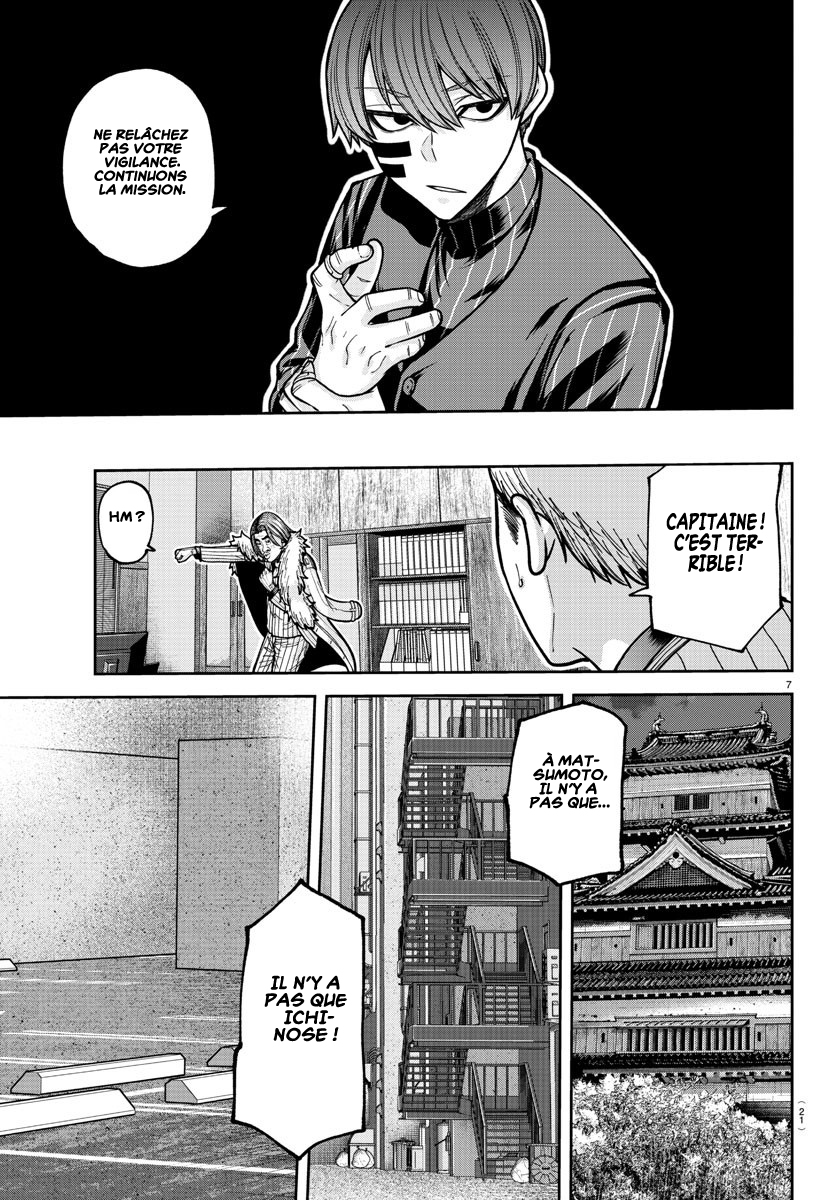 NE RELÂCHEZ
PAS VOTRE
VIGILANCE.
CONTINUONS
LA MISSION.
CAPITAINE !
C'EST TER-
RIBLE !
HM ?
7
À MAT-
SUMOTO,
IL N'Y A
PAS QUE...
IL N'Y A
PAS QUE
ICHI-
NOSE !
(21)